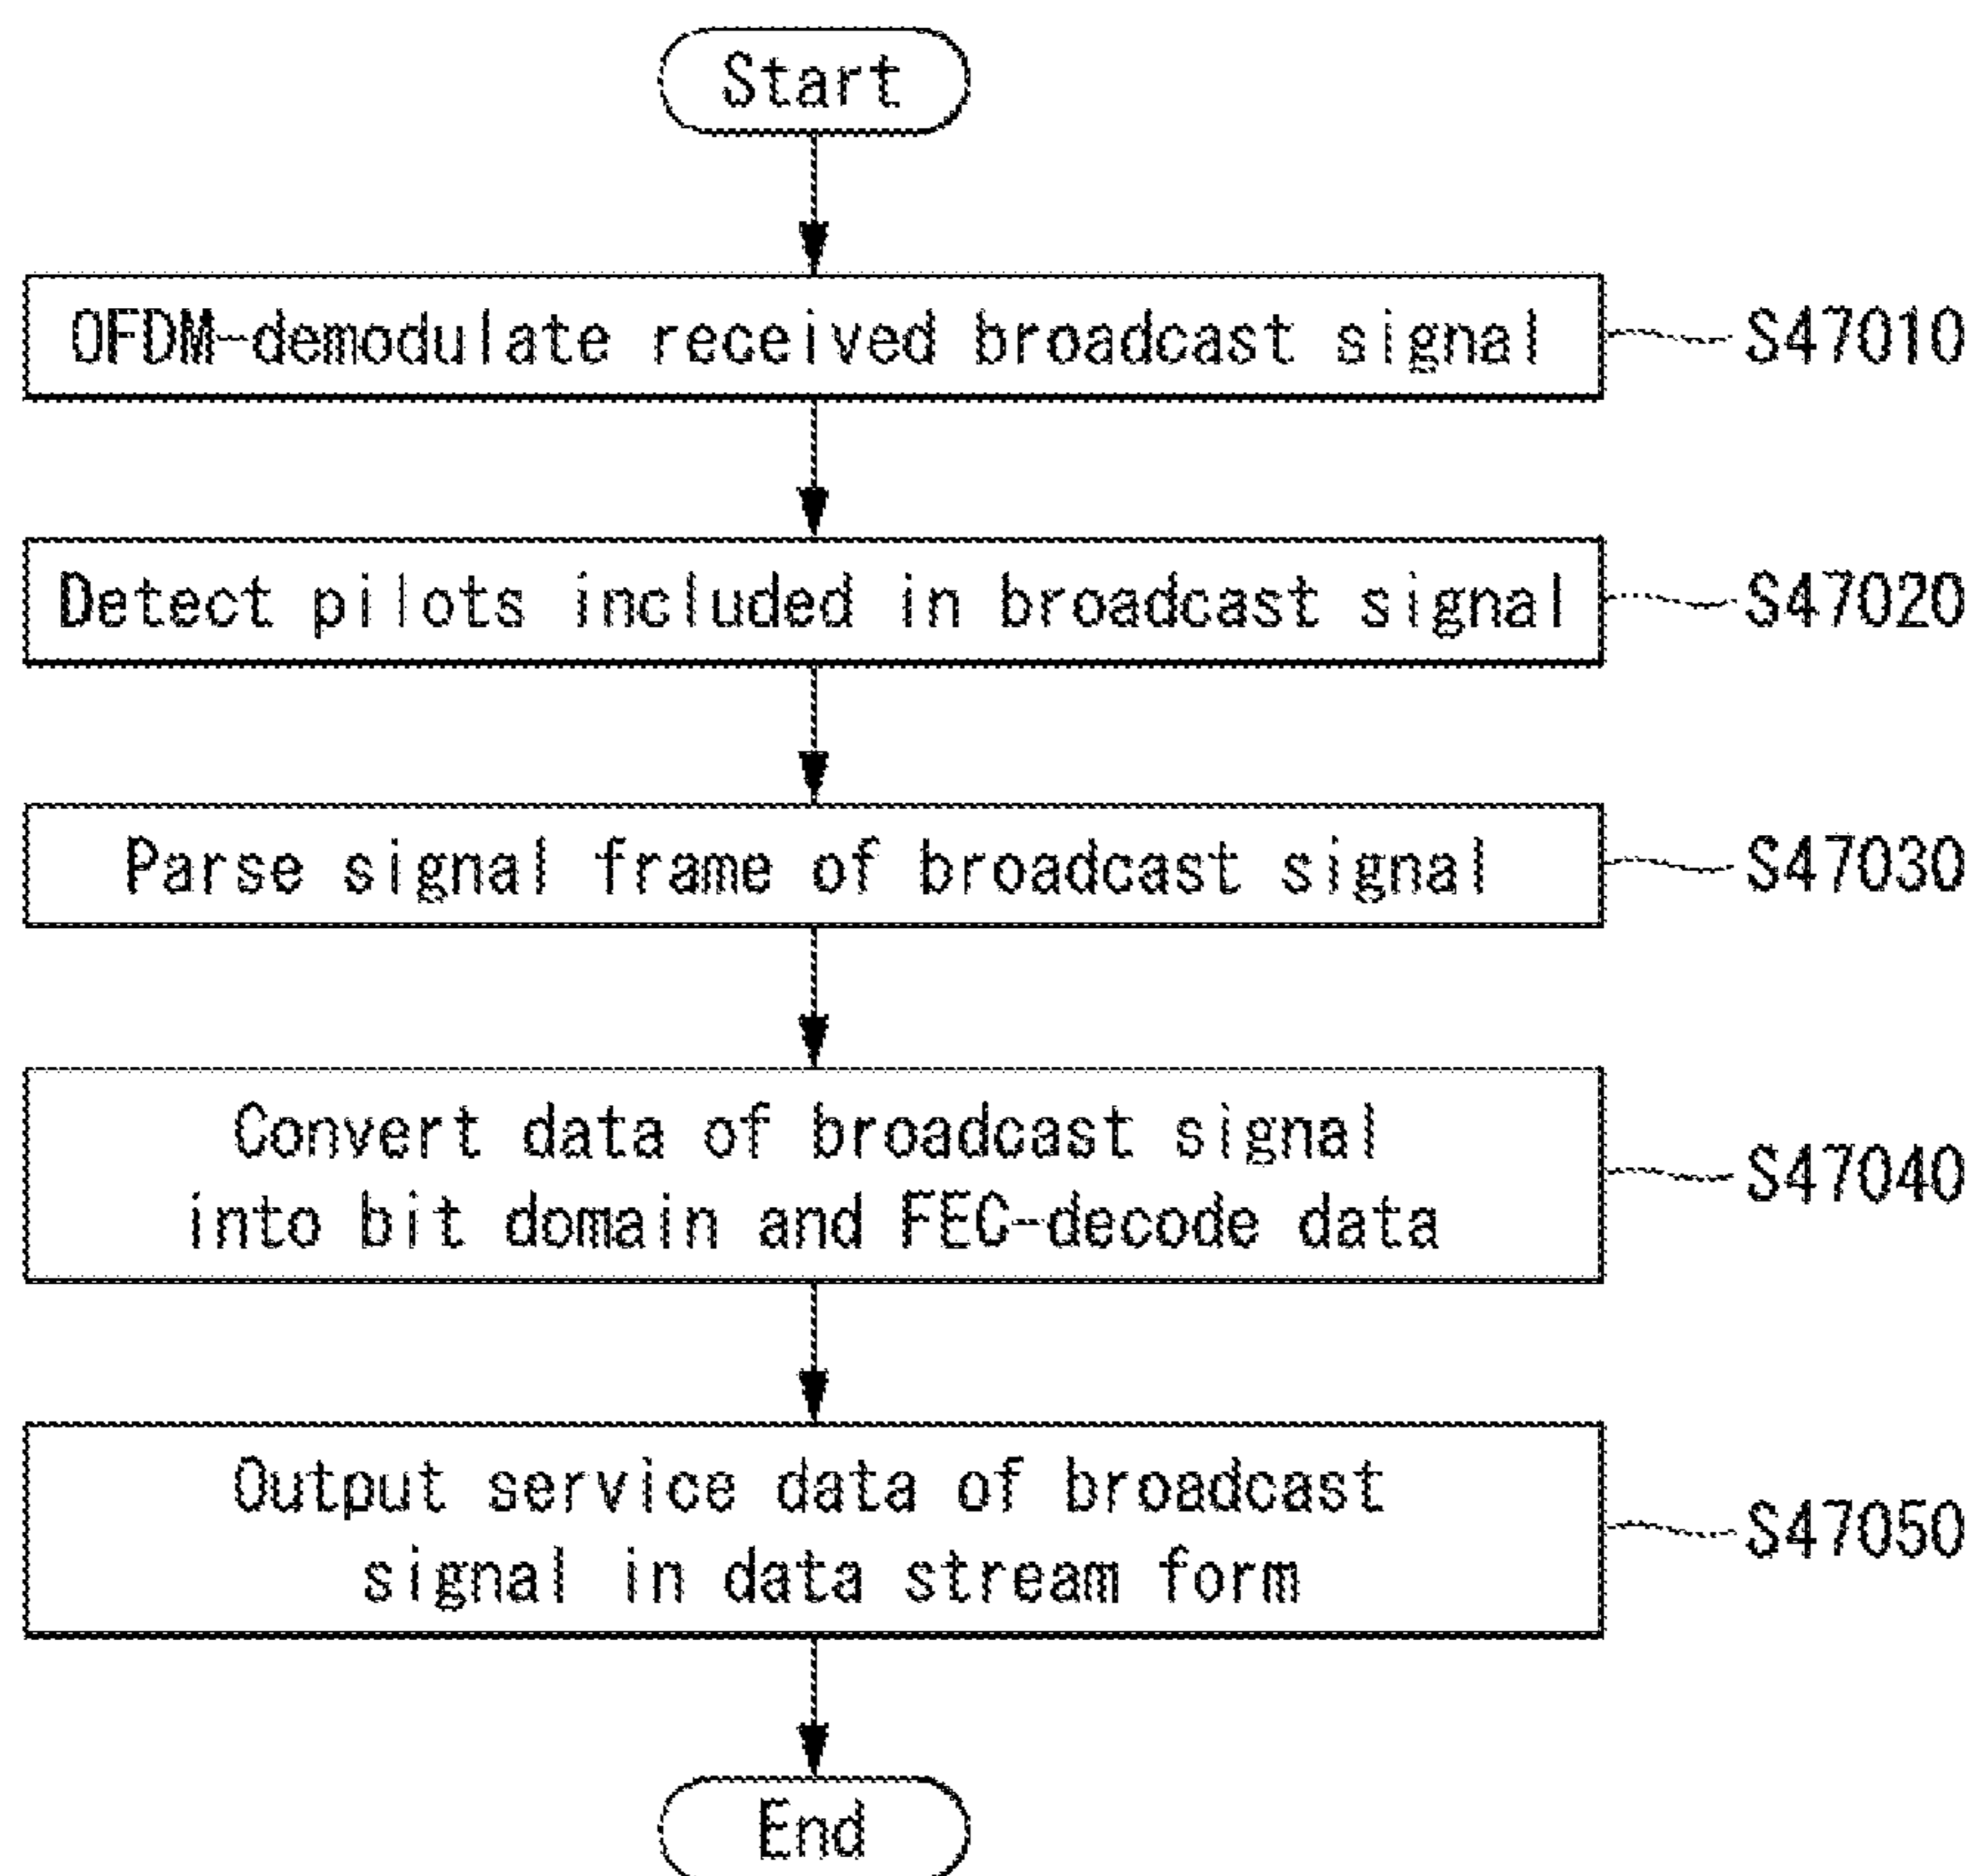 Start
OFDM-demodulate received broadcast signal
S47010
Detect pilots included in broadcast signal
S47020
Parse signal frame of broadcast signal
S47030
Convert data of broadcast signal
into bit domain and FEC-decode data
S47040
Output service data of broadcast
signal in data stream form
S47050
End